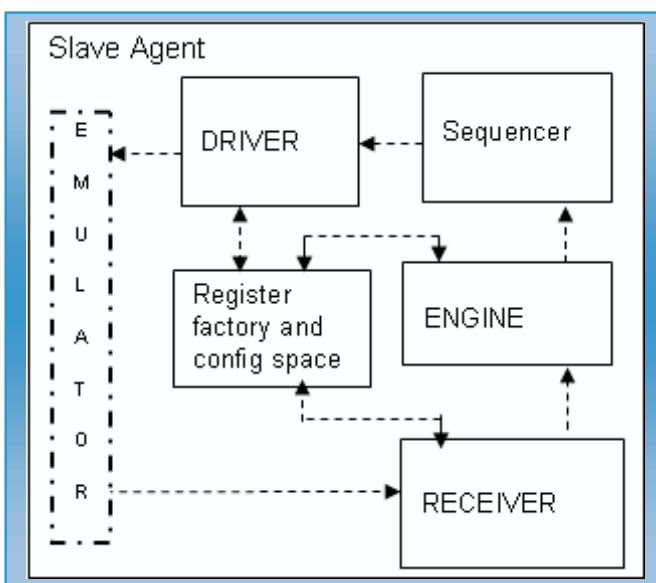 Slave Agent
E
M
U
L
A
T
O
R
DRIVER
Sequencer
Register
factory and
config space
ENGINE
RECEIVER